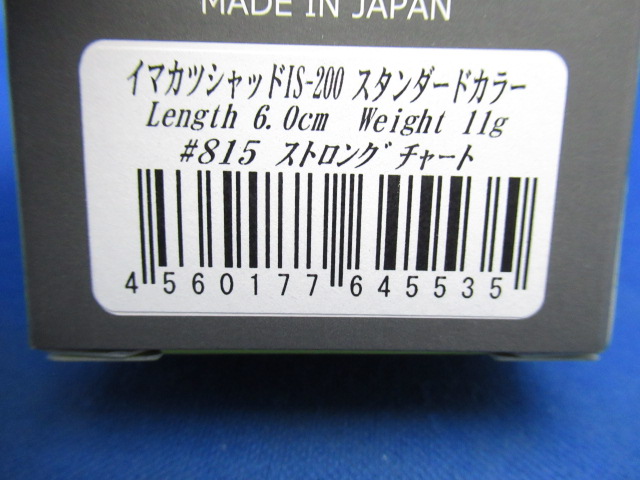 MADE IN JAPAN
イマカツシャッドIS-200 スタンダードカラー
Length 6.0cm Weight 11g
#815 ストロングチャート
4 560177 645535